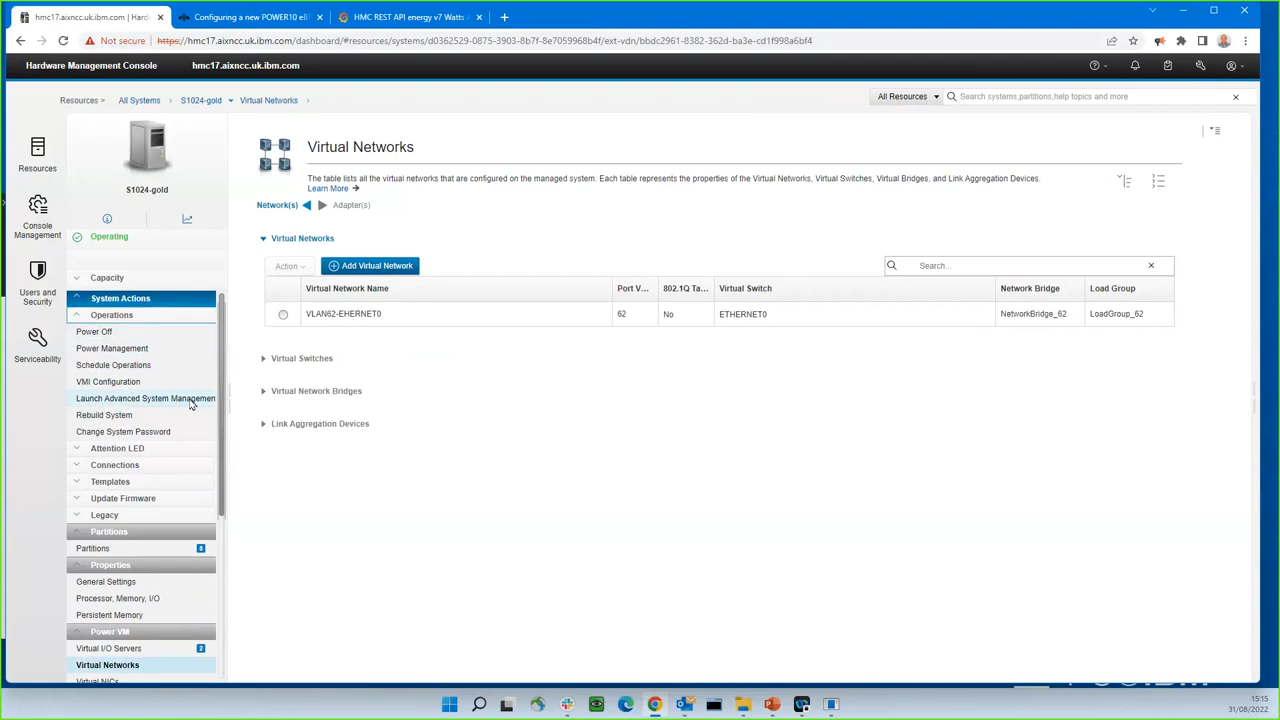 hmc17.aixncc.uk.ibm.com | Hard
Configuring a new POWER10 eB
HMC REST API energy v7 Watts
Not secure
https://hmc17.aixncc.uk.ibm.com/dashboard/#resources/systems/d0362529-0875-3903-8b7f-8e7059968b4f/ext-vdn/bbdc2961-8382-362d-ba3e-cd1f998a6bf4
Hardware Management Console
hmc17.aixncc.uk.ibm.com
Resources > All Systems > S1024-gold > Virtual Networks >
All Resources
Search systems,partitions,help topics and more
Resources
Console Management
Users and Security
Serviceability
S1024-gold
Operating
Capacity
System Actions
Operations
Power Off
Power Management
Schedule Operations
VMI Configuration
Launch Advanced System Managemen
Rebuild System
Change System Password
Attention LED
Connections
Templates
Update Firmware
Legacy
Partitions
Partitions 3
Properties
General Settings
Processor, Memory, I/O
Persistent Memory
Power VM
Virtual I/O Servers 2
Virtual Networks
Virtual NICs
Virtual Networks
The table lists all the virtual networks that are configured on the managed system. Each table represents the properties of the Virtual Networks, Virtual Switches, Virtual Bridges, and Link Aggregation Devices.
Learn More
Network(s) Adapter(s)
Virtual Networks
Action
Add Virtual Network
Search...
Virtual Network Name Port V... 802.1Q Ta... Virtual Switch Network Bridge Load Group
VLAN62-EHERNET0 62 No ETHERNET0 NetworkBridge_62 LoadGroup_62
Virtual Switches
Virtual Network Bridges
Link Aggregation Devices
15:15
31/08/2022